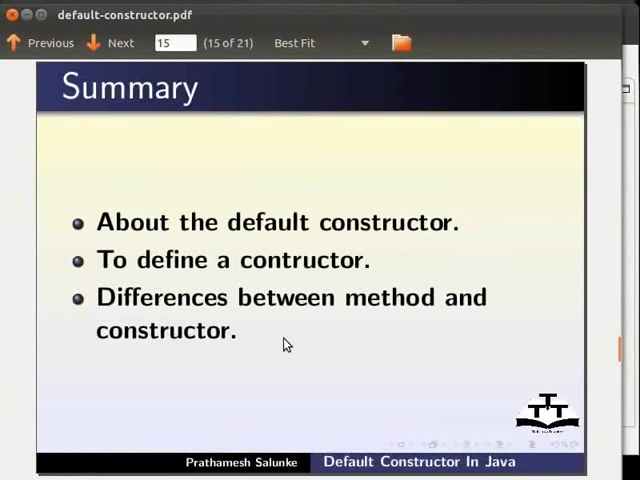 default-constructor.pdf
Previous Next 15 (15 of 21) Best Fit
Summary
About the default constructor.
To define a contructor.
Differences between method and
constructor.
Prathamesh Salunke Default Constructor In Java